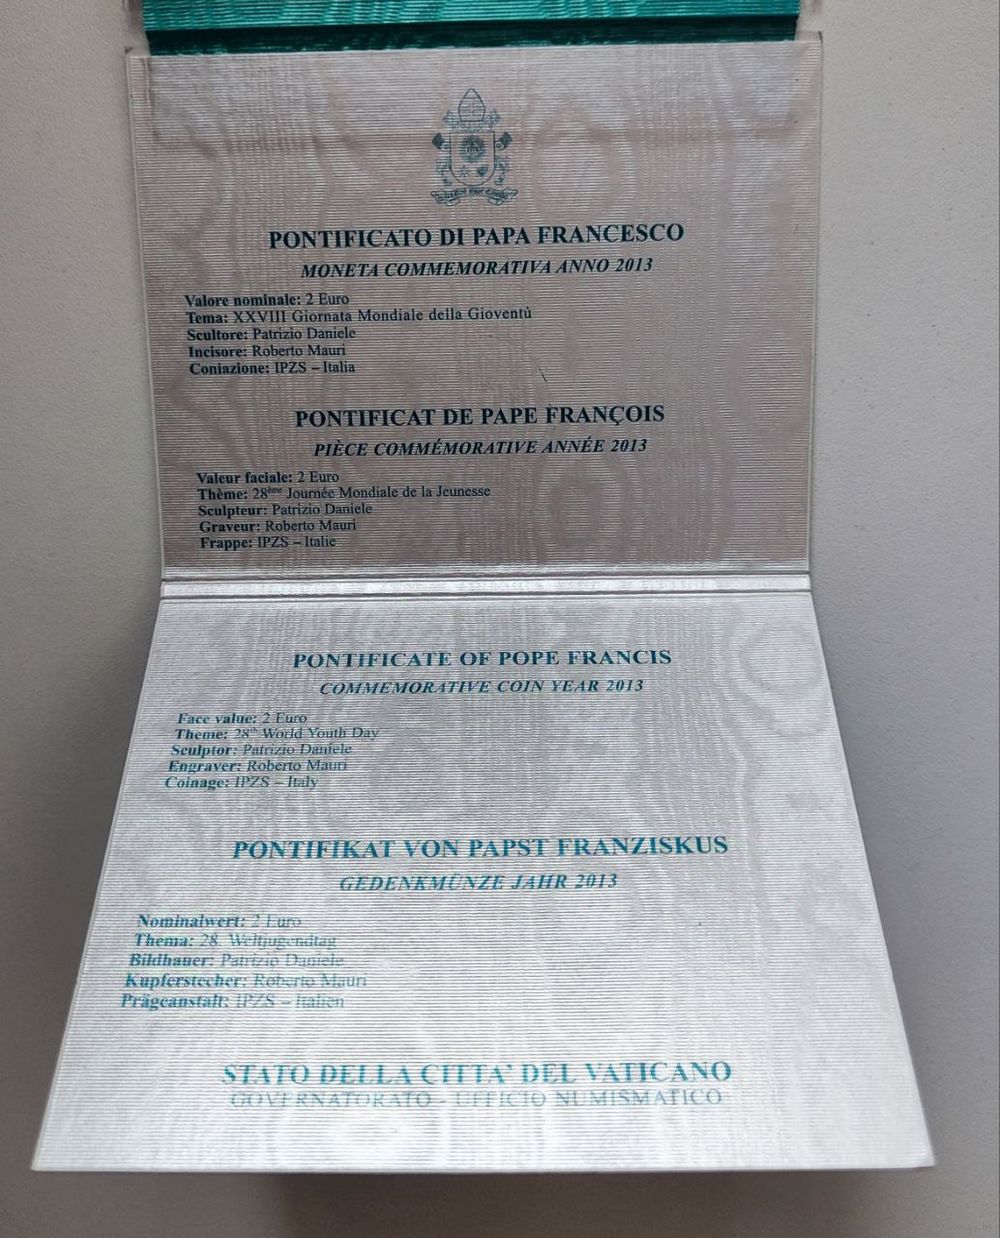 PONTIFICATO DI PAPA FRANCESCO
MONETA COMMEMORATIVA ANNO 2013
Valore nominale: 2 Euro
Tema: XXVIII Giornata Mondiale della Gioventù
Scultore: Patrizio Daniele
Incisore: Roberto Mauri
Coniazione: IPZS – Italia
PONTIFICAT DE PAPE FRANÇOIS
PIÈCE COMMÉMORATIVE ANNÉE 2013
Valeur faciale: 2 Euro
Thème: 28ème Journée Mondiale de la Jeunesse
Sculpteur: Patrizio Daniele
Graveur: Roberto Mauri
Frappe: IPZS – Italie
PONTIFICATE OF POPE FRANCIS
COMMEMORATIVE COIN YEAR 2013
Face value: 2 Euro
Theme: 28th World Youth Day
Sculptor: Patrizio Daniele
Engraver: Roberto Mauri
Coinage: IPZS – Italy
PONTIFIKAT VON PAPST FRANZISKUS
GEDENKMÜNZE JAHR 2013
Nominalwert: 2 Euro
Thema: 28. Weltjugendtag
Bildhauer: Patrizio Daniele
Kupferstecher: Roberto Mauri
Prägeanstalt: IPZS – Italien
STATO DELLA CITTA' DEL VATICANO
GOVERNATORATO - UFFICIO NUMISMATICO